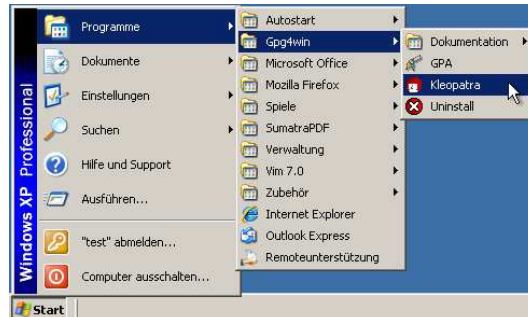 Windows XP Professional
Programme
Dokumente
Einstellungen
Suchen
Hilfe und Support
Ausführen...
"test" abmelden...
Computer ausschalten...
Start
Autostart
Gpg4win
Microsoft Office
Mozilla Firefox
Spiele
SumatraPDF
Verwaltung
Vim 7.0
Zubehör
Internet Explorer
Outlook Express
Remoteunterstützung
Dokumentation
GPA
Kleopatra
Uninstall